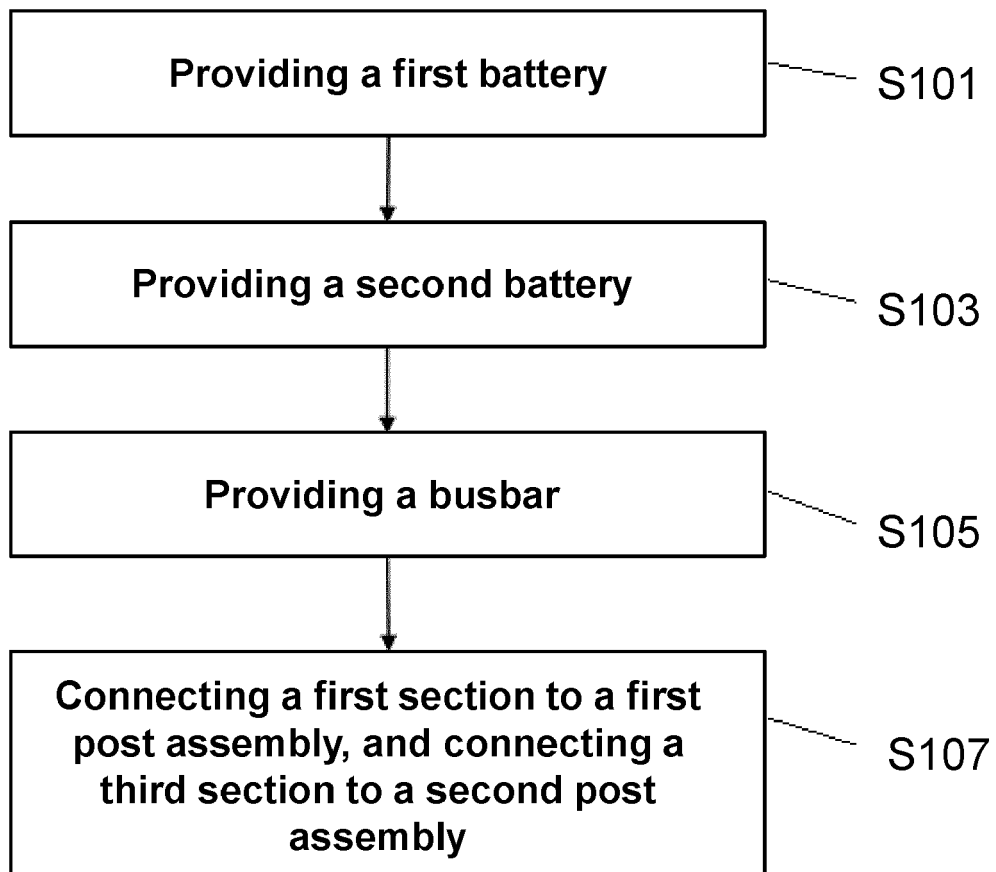 Providing a first battery
S101
Providing a second battery
S103
Providing a busbar
S105
Connecting a first section to a first
post assembly, and connecting a
third section to a second post
assembly
S107